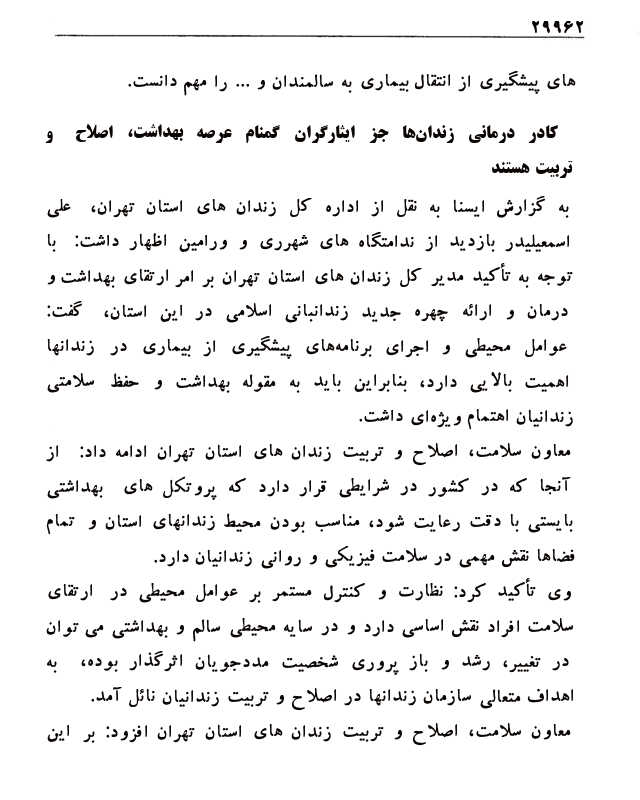 ۲۹۹۶۲
های پیشگیری از انتقال بیماری به سالمندان و ... را مهم دانست.
کادر درمانی زندان‌ها جز ایثارگران گمنام عرصه بهداشت، اصلاح و
تربیت هستند
به گزارش ایسنا به نقل از اداره کل زندان های استان تهران، علی
اسمعیلیدر بازدید از ندامتگاه های شهرری و ورامین اظهار داشت: با
توجه به تأکید مدیر کل زندان های استان تهران بر امر ارتقای بهداشت و
درمان و ارائه چهره جدید زندانبانی اسلامی در این استان، گفت:
عوامل محیطی و اجرای برنامه‌های پیشگیری از بیماری در زندانها
اهمیت بالایی دارد، بنابراین باید به مقوله بهداشت و حفظ سلامتی
زندانیان اهتمام ویژه‌ای داشت.
معاون سلامت، اصلاح و تربیت زندان های استان تهران ادامه داد: از
آنجا که در کشور در شرایطی قرار دارد که پروتکل های بهداشتی
بایستی با دقت رعایت شود، مناسب بودن محیط زندانهای استان و تمام
فضاها نقش مهمی در سلامت فیزیکی و روانی زندانیان دارد.
وی تأکید کرد: نظارت و کنترل مستمر بر عوامل محیطی در ارتقای
سلامت افراد نقش اساسی دارد و در سایه محیطی سالم و بهداشتی می توان
در تغییر، رشد و باز پروری شخصیت مددجویان اثرگذار بوده، به
اهداف متعالی سازمان زندانها در اصلاح و تربیت زندانیان نائل آمد.
معاون سلامت، اصلاح و تربیت زندان های استان تهران افزود: بر این